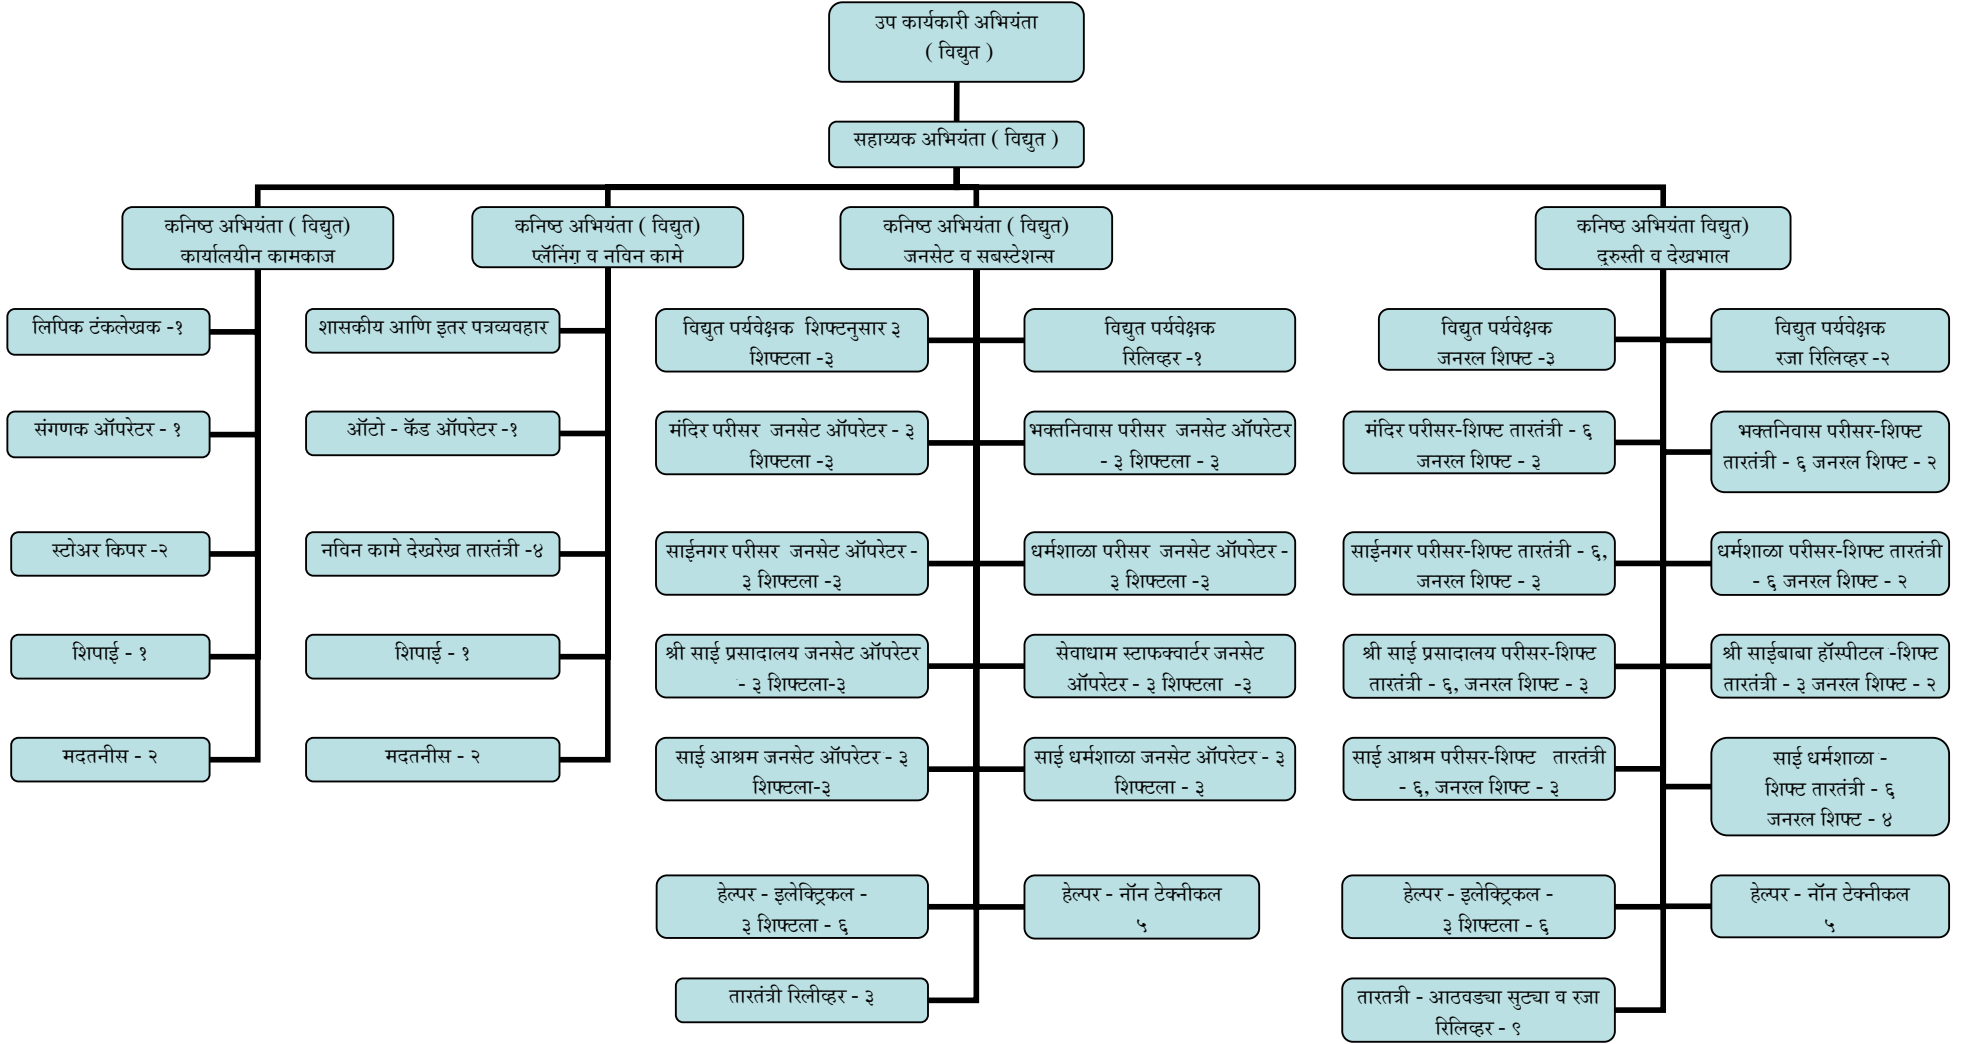 उप कार्यकारी अभियंता
( विद्युत )
सहाय्यक अभियंता ( विद्युत )
कनिष्ठ अभियंता ( विद्युत)
कार्यालयीन कामकाज
कनिष्ठ अभियंता ( विद्युत)
प्लॅनिंग व नविन कामे
कनिष्ठ अभियंता ( विद्युत)
जनसेट व सबस्टेशन्स
कनिष्ठ अभियंता विद्युत)
दुरुस्ती व देखभाल
लिपिक टंकलेखक -१
संगणक ऑपरेटर - १
स्टोअर किपर -२
शिपाई - १
मदतनीस - २
शासकीय आणि इतर पत्रव्यवहार
ऑटो - कॅड ऑपरेटर -१
नविन कामे देखरेख तारतंत्री -४
शिपाई - १
मदतनीस - २
विद्युत पर्यवेक्षक शिफ्टनुसार ३
शिफ्टला -३
विद्युत पर्यवेक्षक
रिलिव्हर -१
मंदिर परीसर जनसेट ऑपरेटर - ३
शिफ्टला -३
भक्तनिवास परीसर जनसेट ऑपरेटर
- ३ शिफ्टला - ३
साईनगर परीसर जनसेट ऑपरेटर -
३ शिफ्टला -३
धर्मशाळा परीसर जनसेट ऑपरेटर -
३ शिफ्टला -३
श्री साई प्रसादालय जनसेट ऑपरेटर
- ३ शिफ्टला-३
सेवाधाम स्टाफक्वार्टर जनसेट
ऑपरेटर - ३ शिफ्टला -३
साई आश्रम जनसेट ऑपरेटर - ३
शिफ्टला-३
साई धर्मशाळा जनसेट ऑपरेटर - ३
शिफ्टला - ३
हेल्पर - इलेक्ट्रिकल -
३ शिफ्टला - ६
हेल्पर - नॉन टेक्नीकल
५
तारतंत्री रिलीव्हर - ३
विद्युत पर्यवेक्षक
जनरल शिफ्ट -३
विद्युत पर्यवेक्षक
रजा रिलिव्हर -२
मंदिर परीसर-शिफ्ट तारतंत्री - ६
जनरल शिफ्ट - ३
भक्तनिवास परीसर-शिफ्ट
तारतंत्री - ६ जनरल शिफ्ट - २
साईनगर परीसर-शिफ्ट तारतंत्री - ६,
जनरल शिफ्ट - ३
धर्मशाळा परीसर-शिफ्ट तारतंत्री
- ६ जनरल शिफ्ट - २
श्री साई प्रसादालय परीसर-शिफ्ट
तारतंत्री - ६, जनरल शिफ्ट - ३
श्री साईबाबा हॉस्पीटल -शिफ्ट
तारतंत्री - ३ जनरल शिफ्ट - २
साई आश्रम परीसर-शिफ्ट तारतंत्री
- ६, जनरल शिफ्ट - ३
साई धर्मशाळा -
शिफ्ट तारतंत्री - ६
जनरल शिफ्ट - ४
हेल्पर - इलेक्ट्रिकल -
३ शिफ्टला - ६
हेल्पर - नॉन टेक्नीकल
५
तारतत्री - आठवड्या सुट्या व रजा
रिलिव्हर - ९